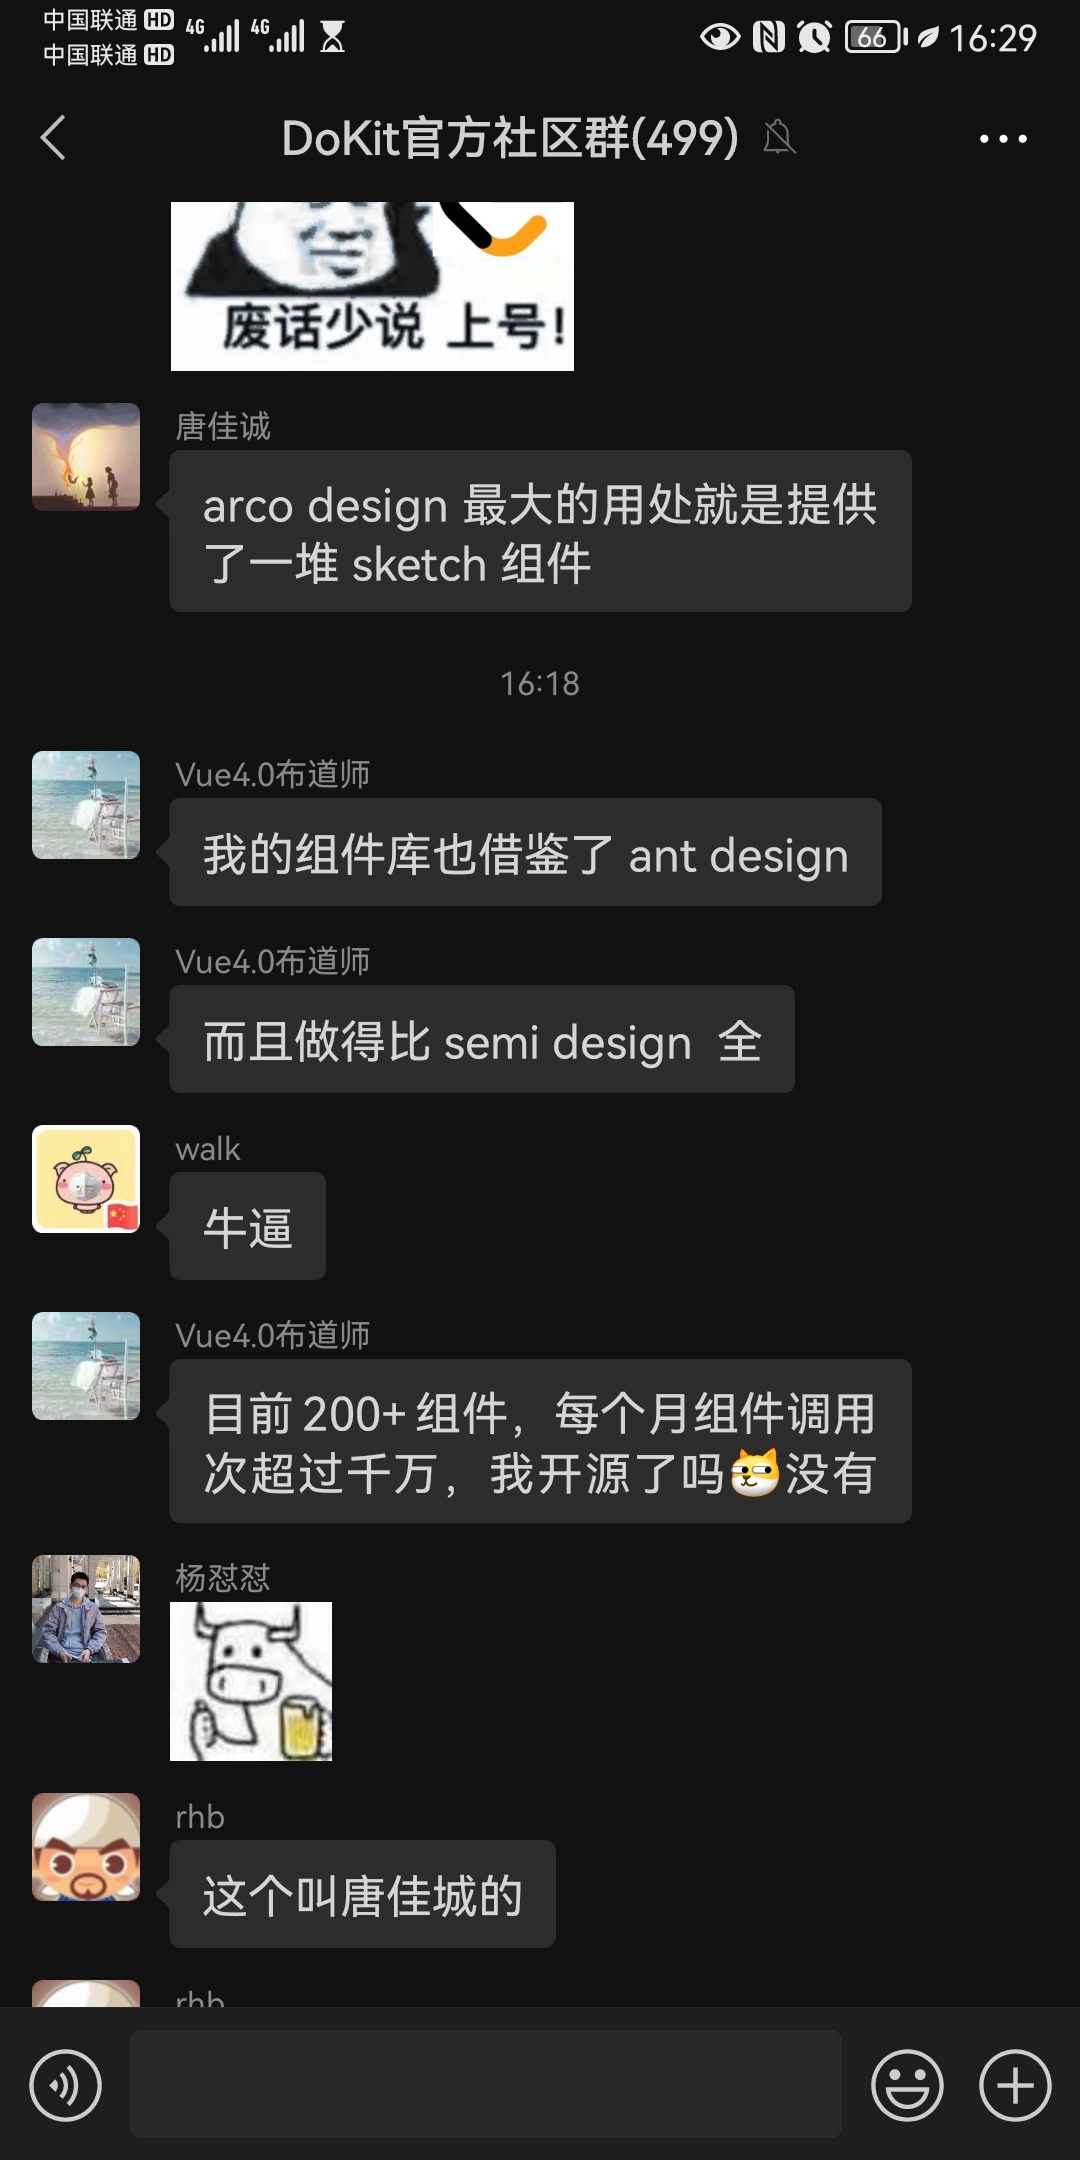 中国联通 HD 4G 4G 66 16:29
中国联通 HD
DoKit官方社区群(499)
废话少说 上号!
唐佳诚
arco design 最大的用处就是提供
了一堆 sketch 组件
16:18
Vue4.0布道师
我的组件库也借鉴了 ant design
Vue4.0布道师
而且做得比 semi design 全
walk
牛逼
Vue4.0布道师
目前 200+ 组件，每个月组件调用
次超过千万，我开源了吗没有
杨怼怼
rhb
这个叫唐佳城的
rhb